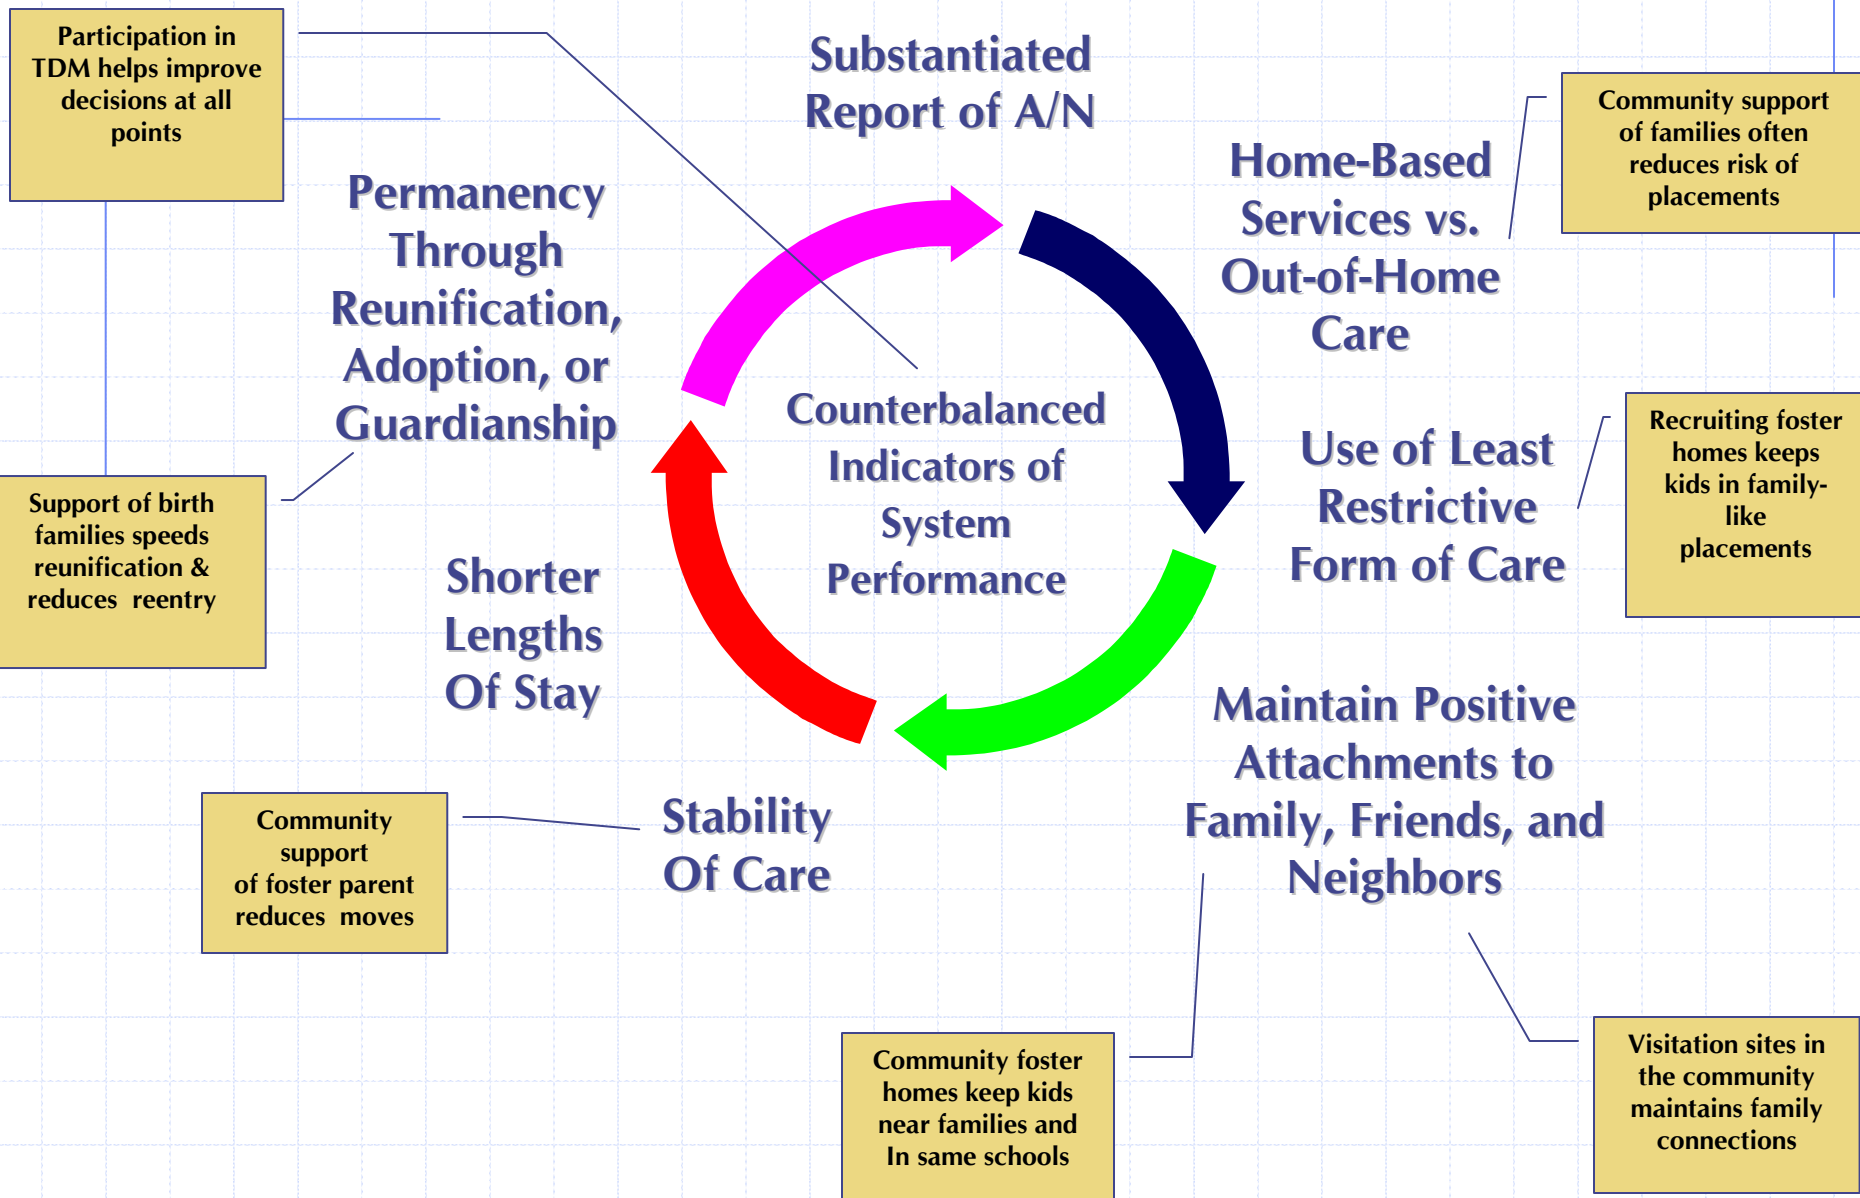 Participation in
TDM helps improve
decisions at all
points
Substantiated
Report of A/N
Community support
of families often
reduces risk of
placements
Home-Based
Services vs.
Out-of-Home
Care
Permanency
Through
Reunification,
Adoption, or
Guardianship
Counterbalanced
Indicators of
System
Performance
Use of Least
Restrictive
Form of Care
Recruiting foster
homes keeps
kids in family-
like
placements
Support of birth
families speeds
reunification &
reduces  reentry
Shorter
Lengths
Of Stay
Maintain Positive
Attachments to
Family, Friends, and
Neighbors
Community
support
of foster parent
reduces  moves
Stability
Of Care
Community foster
homes keep kids
near families and
In same schools
Visitation sites in
the community
maintains family
connections